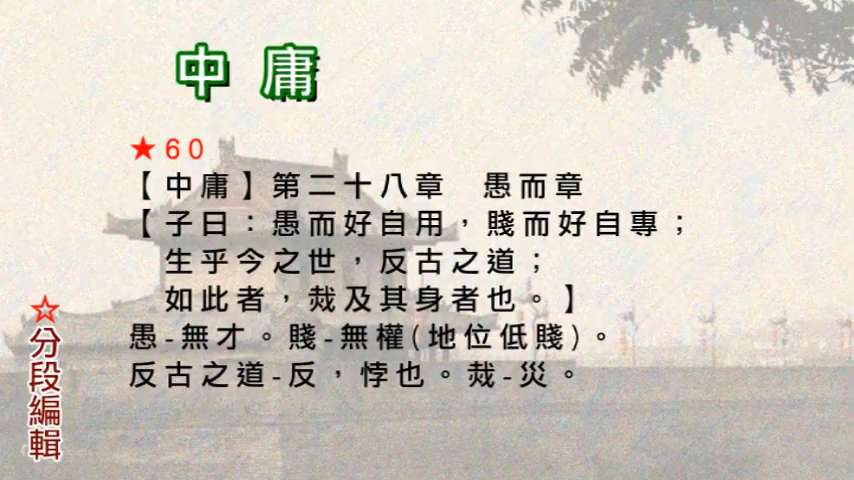 中庸
★60
【中庸】第二十八章 愚而章
【子曰：愚而好自用，賤而好自專；
生乎今之世，反古之道；
如此者，烖及其身者也。】
愚-無才。賤-無權(地位低賤)。
反古之道-反，悖也。烖-災。
☆分段編輯